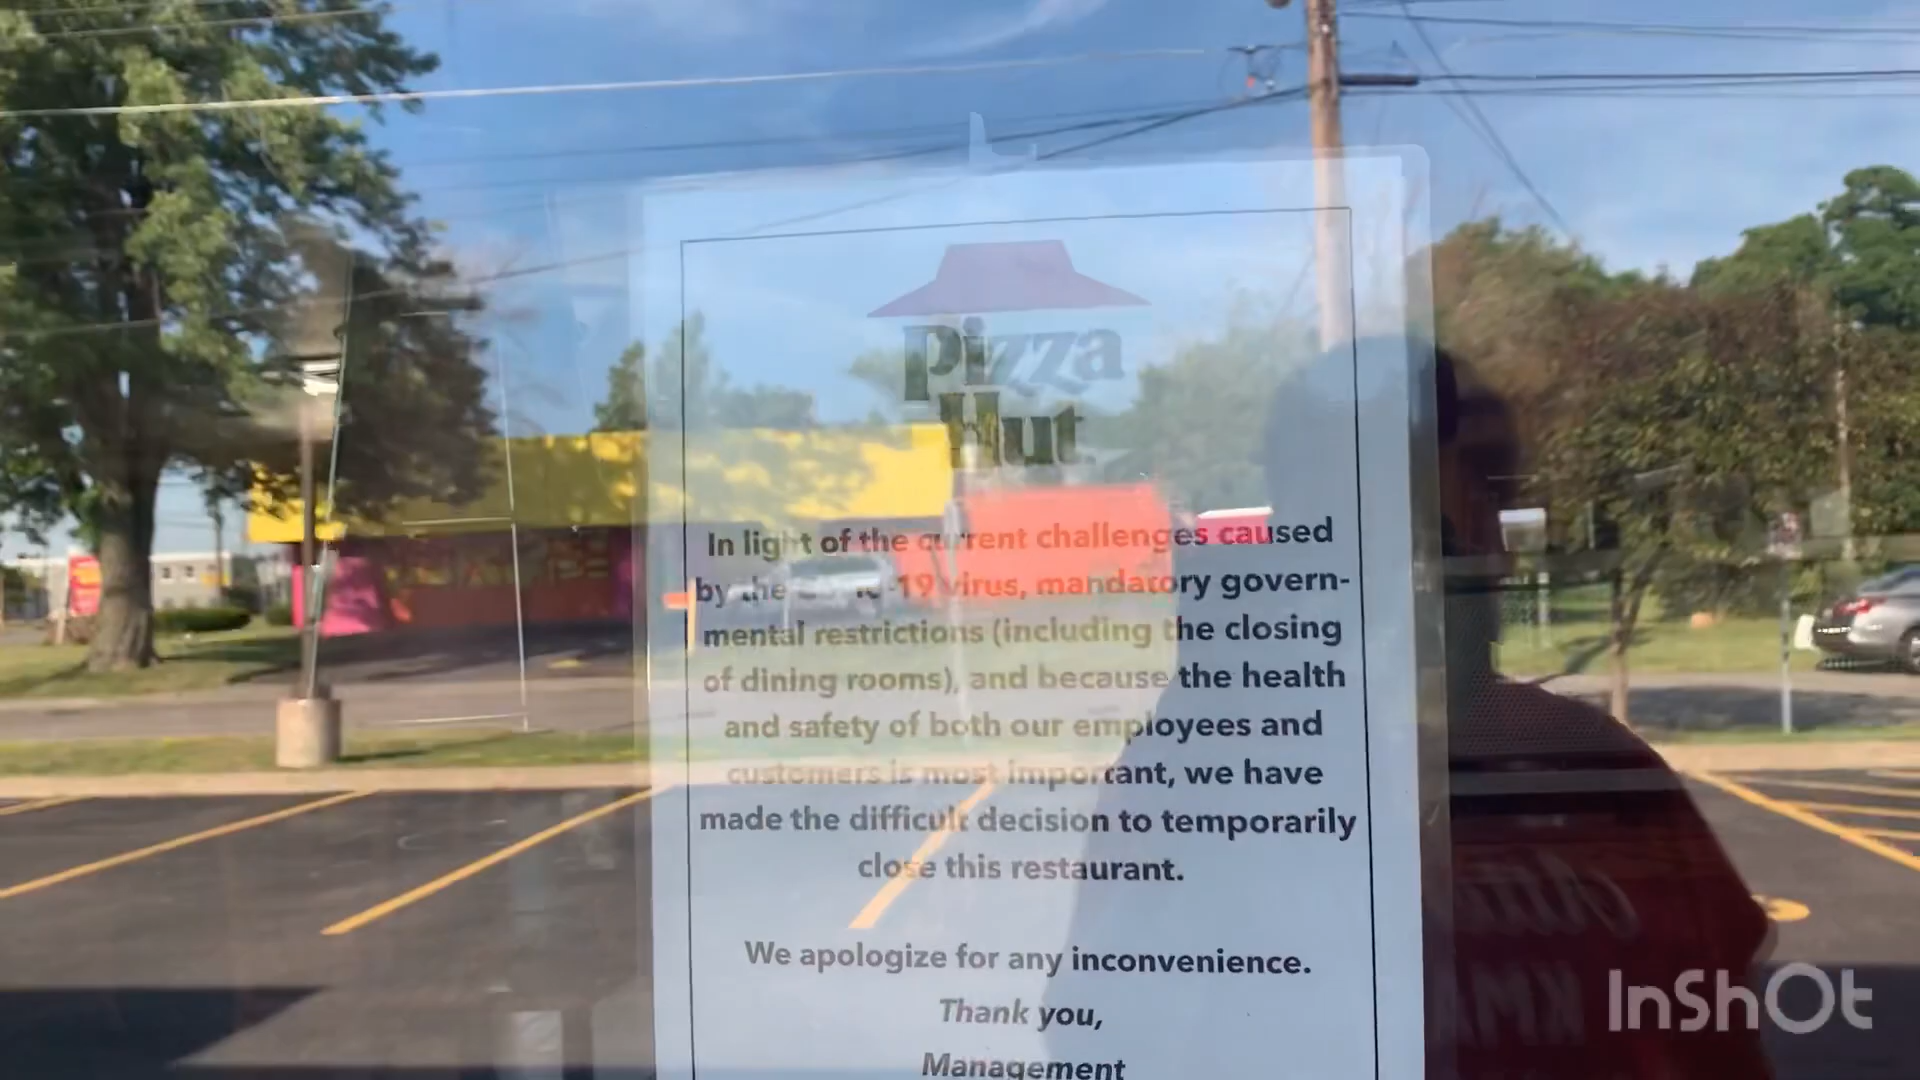 Pizza
Hut
In light of the current challenges caused
by the -19 virus, mandatory govern-
mental restrictions (including the closing
of dining rooms), and because the health
and safety of both our employees and
customers is most important, we have
made the difficult decision to temporarily
close this restaurant.
We apologize for any inconvenience.
Thank you,
Management
InShOt